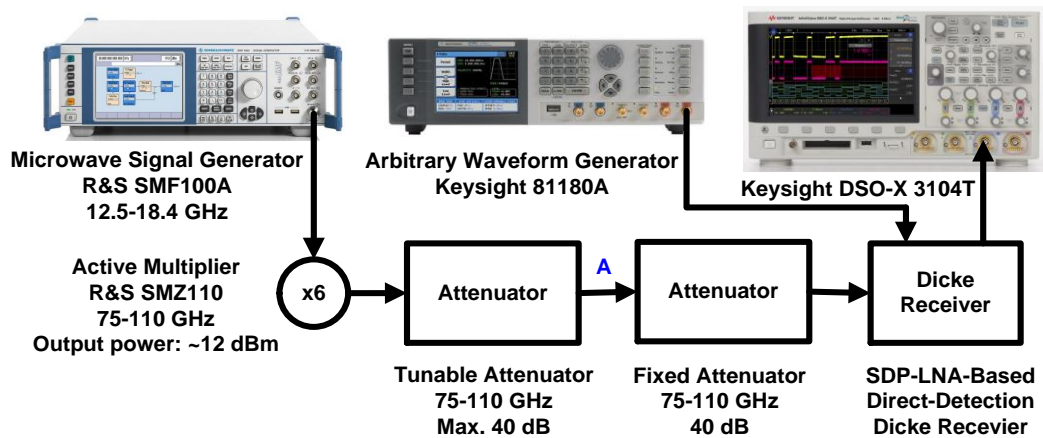 Microwave Signal Generator
R&S SMF100A
12.5-18.4 GHz
Arbitrary Waveform Generator
Keysight 81180A
Keysight DSO-X 3104T
Active Multiplier
R&S SMZ110
75-110 GHz
Output power: ~12 dBm
x6
Attenuator
A
Attenuator
Dicke
Receiver
Tunable Attenuator
75-110 GHz
Max. 40 dB
Fixed Attenuator
75-110 GHz
40 dB
SDP-LNA-Based
Direct-Detection
Dicke Recevier